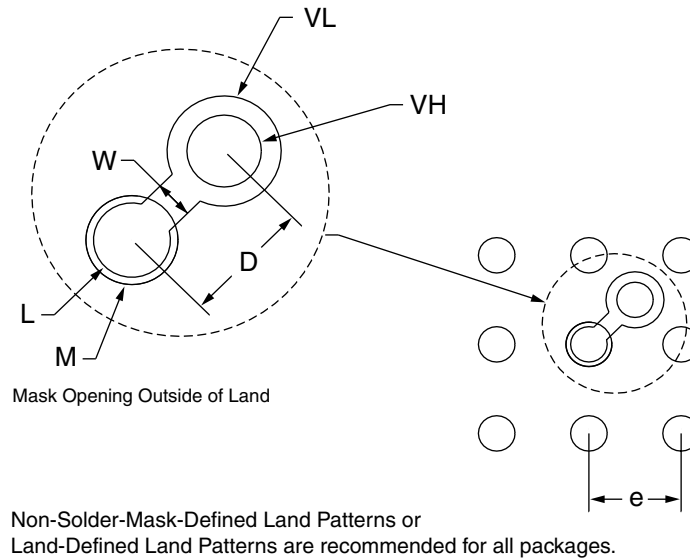 VL
VH
W
D
L
M
Mask Opening Outside of Land
e
Non-Solder-Mask-Defined Land Patterns or
Land-Defined Land Patterns are recommended for all packages.